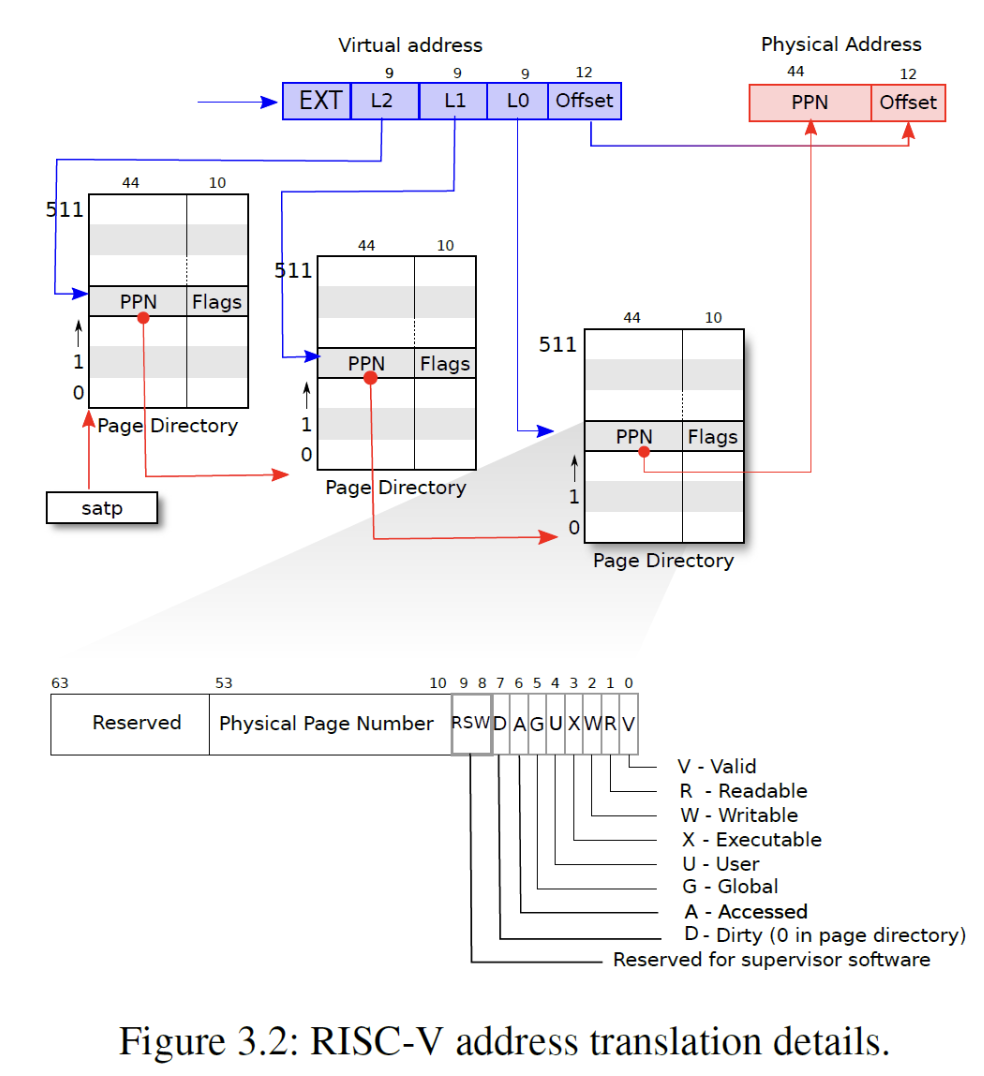 Virtual address
Physical Address
9 9 9 12
44 12
EXT L2 L1 L0 Offset
PPN Offset
44 10
511
PPN Flags
1
0
Page Directory
satp
44 10
511
PPN Flags
1
0
Page Directory
44 10
511
PPN Flags
1
0
Page Directory
63 53 10 9 8 7 6 5 4 3 2 1 0
Reserved Physical Page Number RSW D A G U X W R V
V - Valid
R - Readable
W - Writable
X - Executable
U - User
G - Global
A - Accessed
D - Dirty (0 in page directory)
Reserved for supervisor software
Figure 3.2: RISC-V address translation details.